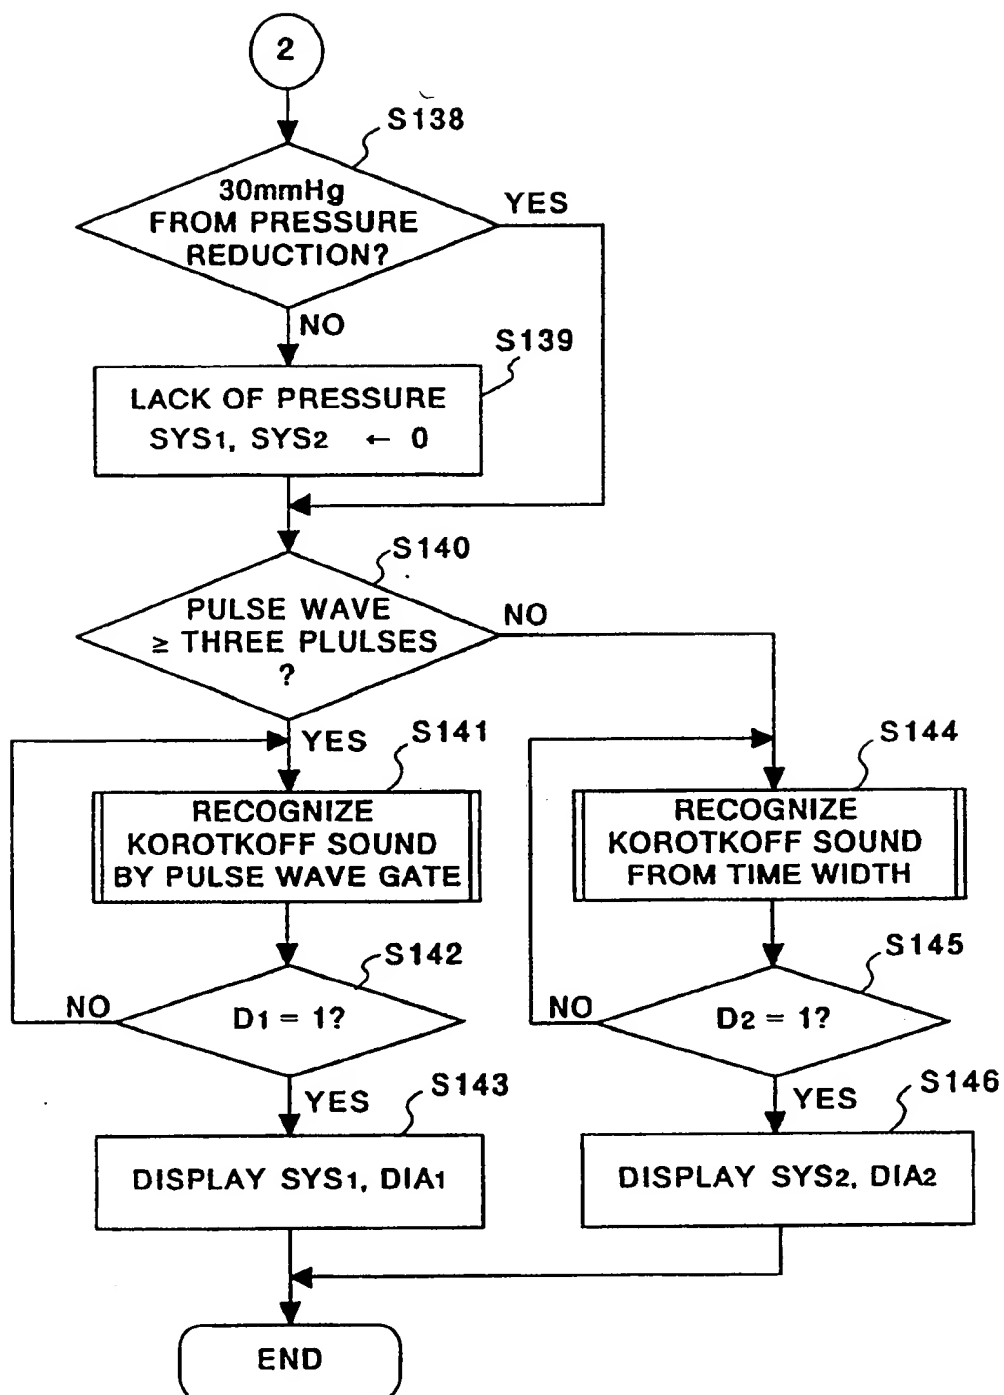 2
S138
30mmHg
FROM PRESSURE
REDUCTION?
YES
NO
S139
LACK OF PRESSURE
SYS1, SYS2 ← 0
S140
PULSE WAVE
≥ THREE PLULSES
?
NO
YES
S141
RECOGNIZE
KOROTKOFF SOUND
BY PULSE WAVE GATE
S144
RECOGNIZE
KOROTKOFF SOUND
FROM TIME WIDTH
S142
NO
D1 = 1?
S145
NO
D2 = 1?
YES
S143
DISPLAY SYS1, DIA1
YES
S146
DISPLAY SYS2, DIA2
END